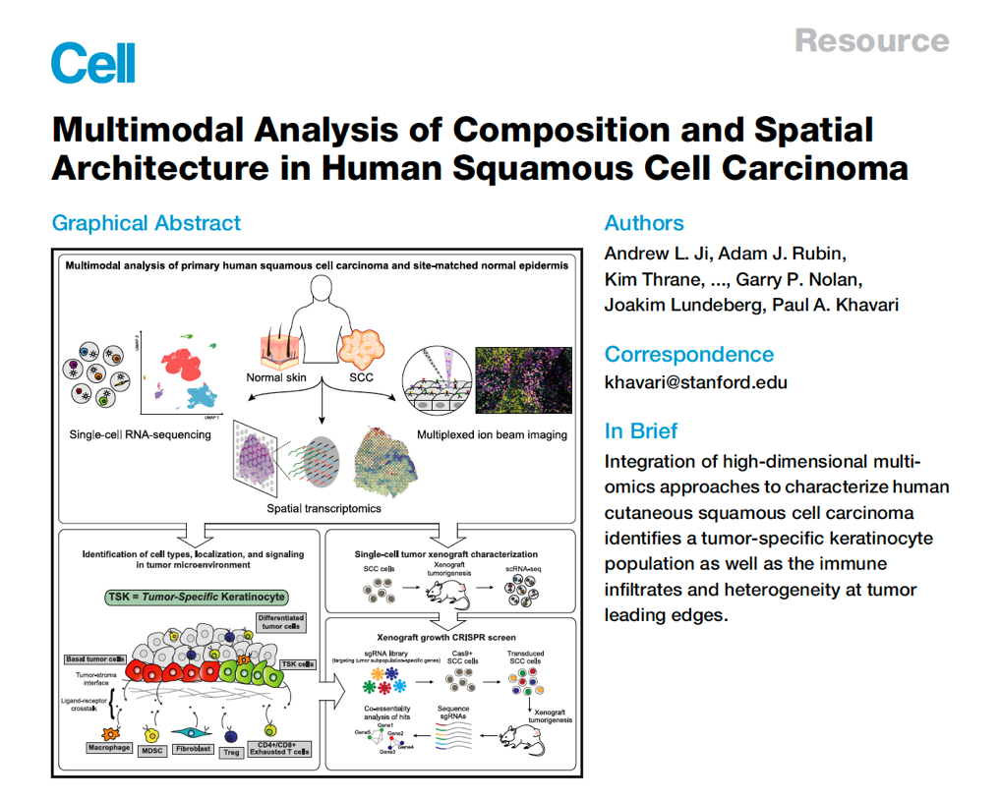 Resource
Cell
Multimodal Analysis of Composition and Spatial
Architecture in Human Squamous Cell Carcinoma
Graphical Abstract
Multimodal analysis of primary human squamous cell carcinoma and site-matched normal epidermis
UMAP 2
UMAP 1
Normal skin
SCC
Single-cell RNA-sequencing
Multiplexed ion beam imaging
Spatial transcriptomics
Identification of cell types, localization, and signaling
in tumor microenvironment
TSK = Tumor-Specific Keratinocyte
Differentiated
tumor cells
Basal tumor cells
TSK cells
Tumor-stroma
interface
Ligand-receptor
crosstalk
Macrophage
MDSC
Fibroblast
Treg
CD4+/CD8+
Exhausted T cells
Single-cell tumor xenograft characterization
SCC cells
Xenograft
tumorigenesis
scRNA-seq
Xenograft growth CRISPR screen
sgRNA library
(targeting tumor subpopulation-specific genes)
Cas9+
SCC cells
Transduced
SCC cells
Xenograft
tumorigenesis
Sequence
sgRNAs
Co-essentiality
analysis of hits
Gene1
Gene5
Gene2
Gene4
Gene3
Authors
Andrew L. Ji, Adam J. Rubin,
Kim Thrane, ..., Garry P. Nolan,
Joakim Lundeberg, Paul A. Khavari
Correspondence
khavari@stanford.edu
In Brief
Integration of high-dimensional multi-
omics approaches to characterize human
cutaneous squamous cell carcinoma
identifies a tumor-specific keratinocyte
population as well as the immune
infiltrates and heterogeneity at tumor
leading edges.